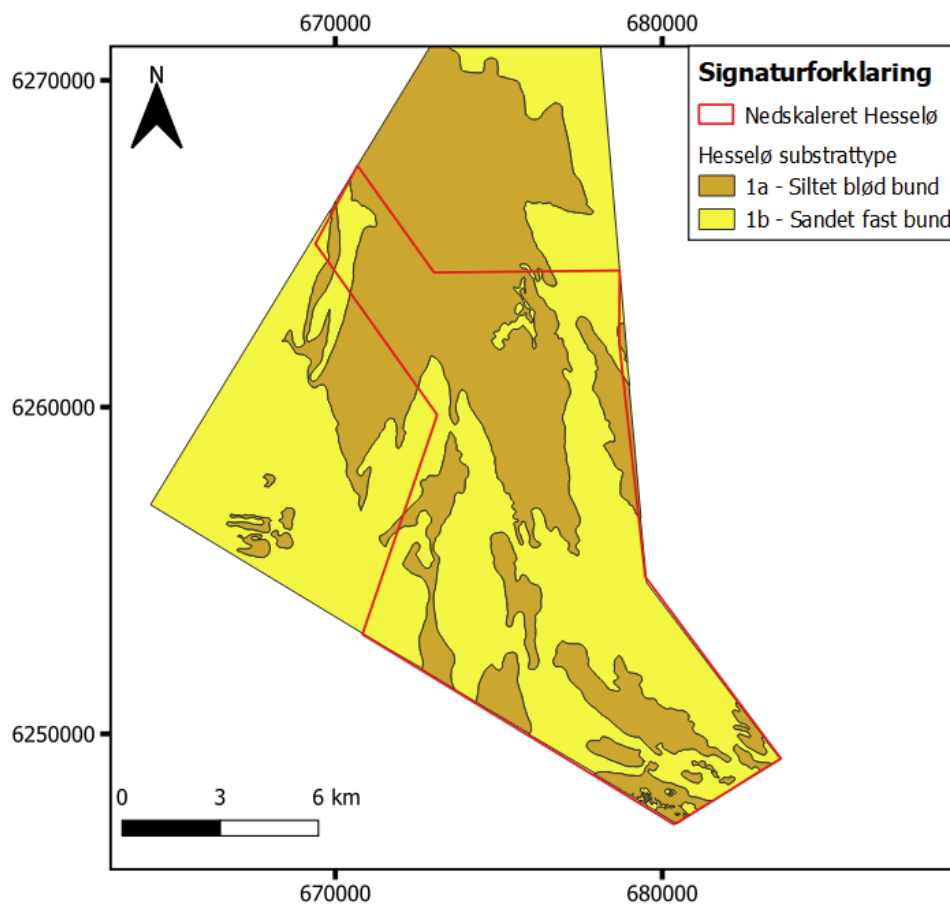 670000
680000
6270000
6260000
6250000
N
Signaturforklaring
Nedskaleret Hesselø
Hesselø substrattype
1a - Siltet blød bund
1b - Sandet fast bund
0 3 6 km
670000
680000